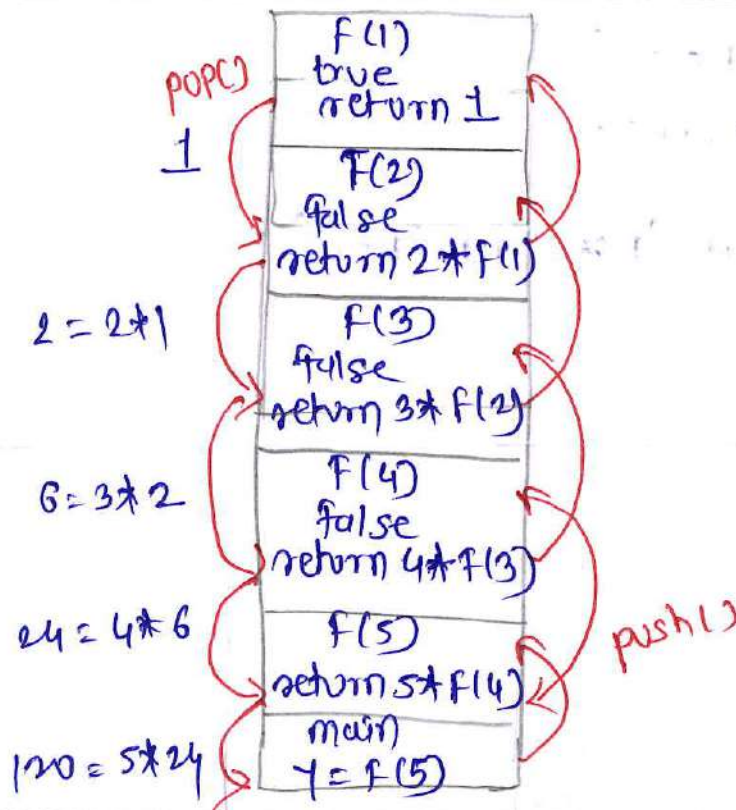 F(1)
true
return 1
POP()
1
F(2)
false
return 2*F(1)
2 = 2*1
F(3)
false
return 3* F(2)
6 = 3*2
F(4)
false
return 4*F(3)
24 = 4*6
F(5)
return 5*F(4)
push()
main
Y = F(5)
120 = 5*24